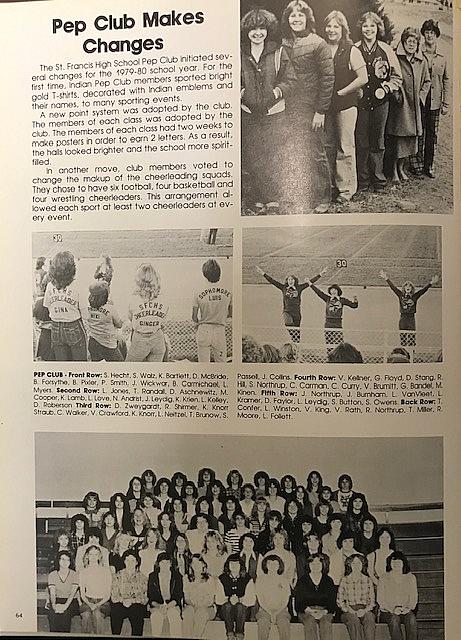 Pep Club Makes
Changes
The St. Francis High School Pep Club initiated sev-
eral changes for the 1979-80 school year. For the
first time, Indian Pep Club members sported bright
gold T-shirts, decorated with Indian emblems and
their names, to many sporting events.
A new point system was adopted by the club.
The members of each class was adopted by the
club. The members of each class had two weeks to
make posters in order to earn 2 letters. As a result,
the halls looked brighter and the school more spirit-
filled.
In another move, club members voted to
change the makup of the cheerleading squads.
They chose to have six football, four basketball and
four wrestling cheerleaders. This arrangement al-
lowed each sport at least two cheerleaders at ev-
ery event.
30
SFCHS
CHEERLEADER
GINA
SFCHS
CHEERLEADER
GINGER
SOPHOMORE
LUIS
30
PEP CLUB - Front Row: S. Hecht, S. Walz, K. Bartlett, D. McBride,
B. Forsythe, B. Pixler, P. Smith, J. Wickwar, B. Carmichael, L.
Myers. Second Row: L. Jones, T. Randall, D. Aschnewitz, M.
Cooper, K. Lamb, L. Love, N. Andrist, J. Leydig, K. Krien, L. Kelley,
D. Roberson Third Row: D. Zweygardt, R. Shirmer, K. Knorr
Straub, C. Walker, V. Crawford, K. Knorr, L. Neitzel, T. Brunow, S.
Passell, J. Collins. Fourth Row: V. Kellner, G. Floyd, D. Stang, R.
Hill, S. Northrup, C. Carman, C. Curry, V. Brumitt, G. Bandel, M.
Kinen. Fifth Row: J. Northrup, J. Burnham, L. VanVleet, L.
Kramer, D. Faylor, L. Leydig, S. Button, S. Owens. Back Row: T.
Confer, L. Winston, V. King, V. Rath, R. Northrup, T. Miller, R.
Moore, L. Follett.
64